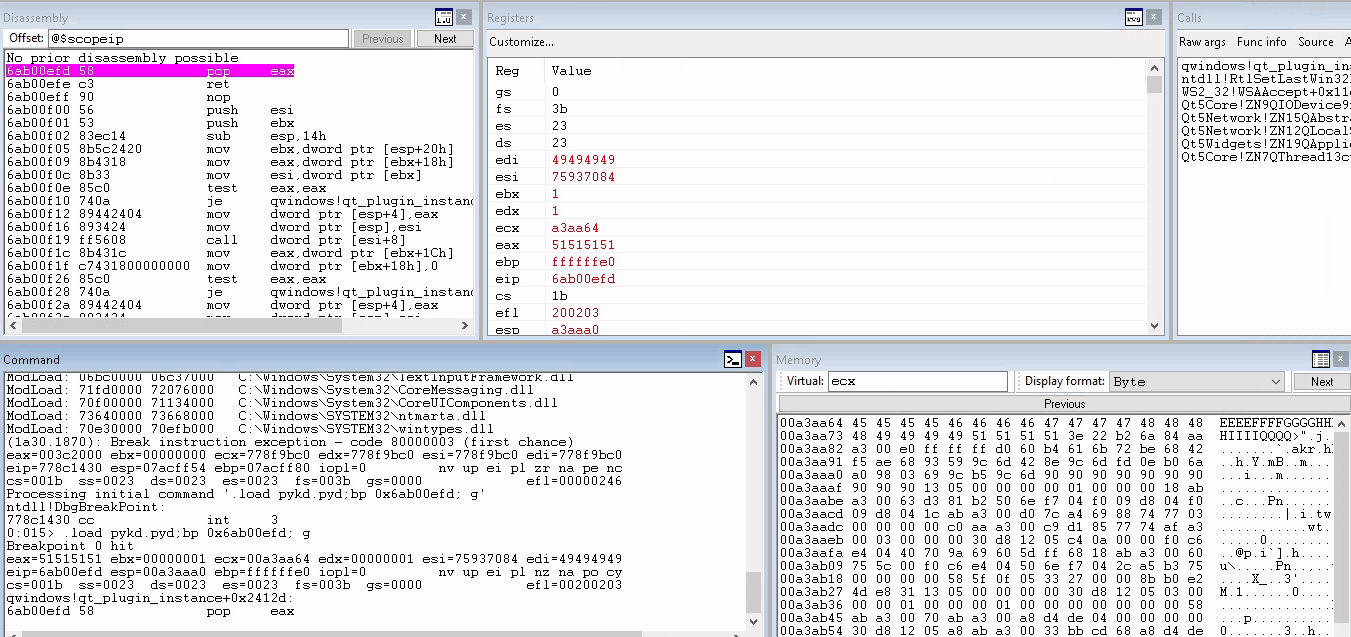 Disassembly
Offset: @$scopeip Previous Next
No prior disassembly possible
6ab00efd 58 pop eax
6ab00efe c3 ret
6ab00eff 90 nop
6ab00f00 56 push esi
6ab00f01 53 push ebx
6ab00f02 83ec14 sub esp,14h
6ab00f05 8b5c2420 mov ebx,dword ptr [esp+20h]
6ab00f09 8b4318 mov eax,dword ptr [ebx+18h]
6ab00f0c 8b33 mov esi,dword ptr [ebx]
6ab00f0e 85c0 test eax,eax
6ab00f10 740a je qwindows!qt_plugin_instanc
6ab00f12 89442404 mov dword ptr [esp+4],eax
6ab00f16 893424 mov dword ptr [esp],esi
6ab00f19 ff5608 call dword ptr [esi+8]
6ab00f1c 8b431c mov eax,dword ptr [ebx+1Ch]
6ab00f1f c7431800000000 mov dword ptr [ebx+18h],0
6ab00f26 85c0 test eax,eax
6ab00f28 740a je qwindows!qt_plugin_instanc
6ab00f2a 89442404 mov dword ptr [esp+4],eax
Registers
Customize...
Reg Value
gs 0
fs 3b
es 23
ds 23
edi 49494949
esi 75937084
ebx 1
edx 1
ecx a3aa64
eax 51515151
ebp ffffffe0
eip 6ab00efd
cs 1b
efl 200203
esp a3aaa0
Calls
Raw args Func info Source
qwindows!qt_plugin_ins
ntdll!RtlSetLastWin32
WS2_32!WSAAccept+0x11
Qt5Core!ZN9QIODevice9
Qt5Network!ZN15QAbstra
Qt5Network!ZN12QLocalS
Qt5Widgets!ZN19QApplic
Qt5Core!ZN7QThread13c
Command
ModLoad: 06bc0000 06c37000 C:\Windows\System32\TextInputFramework.dll
ModLoad: 71fd0000 72076000 C:\Windows\System32\CoreMessaging.dll
ModLoad: 70f00000 71134000 C:\Windows\System32\CoreUIComponents.dll
ModLoad: 73640000 73668000 C:\Windows\SYSTEM32\ntmarta.dll
ModLoad: 70e30000 70efb000 C:\Windows\SYSTEM32\wintypes.dll
(1a30.1870): Break instruction exception - code 80000003 (first chance)
eax=003c2000 ebx=00000000 ecx=778f9bc0 edx=778f9bc0 esi=778f9bc0 edi=778f9bc0
eip=778c1430 esp=07acff54 ebp=07acff80 iopl=0 nv up ei pl zr na pe nc
cs=001b ss=0023 ds=0023 es=0023 fs=003b gs=0000 efl=00000246
Processing initial command '.load pykd.pyd;bp 0x6ab00efd; g'
ntdll!DbgBreakPoint:
778c1430 cc int 3
0:015> .load pykd.pyd;bp 0x6ab00efd; g
Breakpoint 0 hit
eax=51515151 ebx=00000001 ecx=00a3aa64 edx=00000001 esi=75937084 edi=49494949
eip=6ab00efd esp=00a3aaa0 ebp=ffffffe0 iopl=0 nv up ei pl nz na po cy
cs=001b ss=0023 ds=0023 es=0023 fs=003b gs=0000 efl=00200203
qwindows!qt_plugin_instance+0x2412d:
6ab00efd 58 pop eax
Memory
Virtual: ecx Display format: Byte Next
Previous
00a3aa64 45 45 45 45 46 46 46 46 47 47 47 47 48 48 48 EEEEFFFFGGGGHH
00a3aa73 48 49 49 49 49 51 51 51 51 3e 22 b2 6a 84 aa HIIIIQQQQ>".j.
00a3aa82 a3 00 e0 ff ff ff d0 60 b4 61 6b 72 be 68 42 .......`.akr.h
00a3aa91 f5 ae 68 93 59 9c 6d 42 8e 9c 6d fd 0e b0 6a ..h.Y.mB..m...
00a3aaa0 a0 98 03 69 9c b5 9c 6d 90 90 90 90 90 90 90 ...i...m......
00a3aaaf 90 90 90 13 05 00 00 00 00 01 00 00 00 18 ab ..............
00a3aabe a3 00 63 d3 81 b2 50 6e f7 04 f0 09 d8 04 f0 ..c...Pn......
00a3aacd 09 d8 04 1c ab a3 00 d0 7c a4 69 88 74 77 03 ........|.i.tw
00a3aadc 00 00 00 00 c0 aa a3 00 c9 d1 85 77 74 af a3 ...........wt.
00a3aaeb 00 03 00 00 00 30 d8 12 05 c4 0a 00 00 f0 c6 .....0........
00a3aafa e4 04 40 70 9a 69 60 5d ff 68 18 ab a3 00 60 ..@p.i`].h....
00a3ab09 75 5c 00 f0 c6 e4 04 50 6e f7 04 2c a5 b3 75 u\.....Pn..,..
00a3ab18 00 00 00 00 58 5f 0f 05 33 27 00 00 8b b0 e2 ....X_..3'....
00a3ab27 4d e8 31 13 05 00 00 00 00 30 d8 12 05 03 00 M.1......0....
00a3ab36 00 00 01 00 00 00 01 00 00 00 00 00 00 00 58 ..............
00a3ab45 ab a3 00 70 ab a3 00 a8 d4 de 04 00 00 00 00 ...p..........
00a3ab54 30 d8 12 05 a8 ab a3 00 33 bb cd 68 a8 d4 de 0.......3..h..